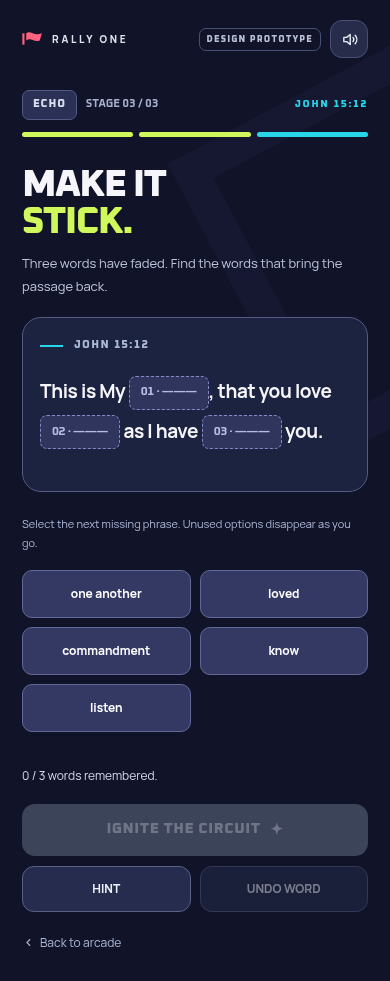 RALLY ONE
DESIGN PROTOTYPE
ECHO
STAGE 03 / 03
JOHN 15:12
MAKE IT
STICK.
Three words have faded. Find the words that bring the
passage back.
JOHN 15:12
This is My 01 · ———, that you love
02 · ——— as I have 03 · ——— you.
Select the next missing phrase. Unused options disappear as you
go.
one another
loved
commandment
know
listen
0 / 3 words remembered.
IGNITE THE CIRCUIT ✦
HINT
UNDO WORD
Back to arcade